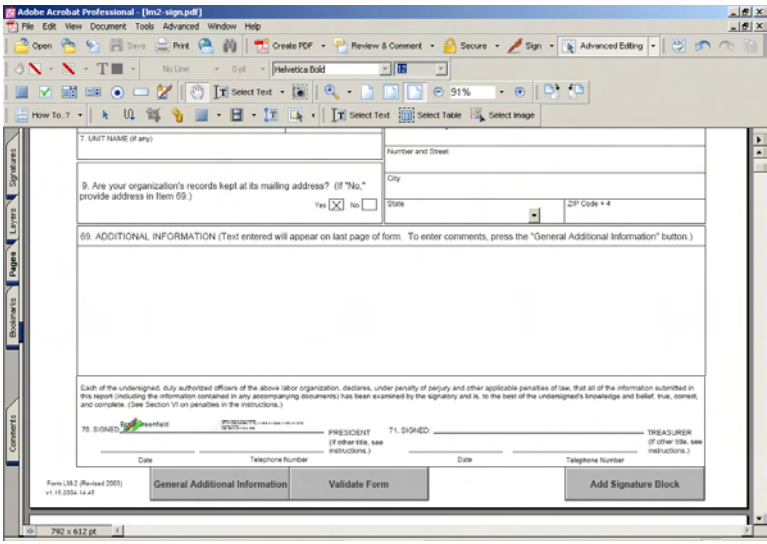 Adobe Acrobat Professional - [lm2-sign.pdf]
File Edit View Document Tools Advanced Window Help
Open Save Print Create PDF Review & Comment Secure Sign Advanced Editing
No Line 0 pt Helvetica Bold 12
Select Text 91%
How To..? Select Text Select Table Select Image
Signatures
Layers
Pages
Bookmarks
Comments
7. UNIT NAME (if any)
Number and Street
City
9. Are your organization's records kept at its mailing address? (If "No,"
provide address in Item 69.)
Yes X No
State
ZIP Code + 4
69. ADDITIONAL INFORMATION (Text entered will appear on last page of form. To enter comments, press the "General Additional Information" button.)
Each of the undersigned, duly authorized officers of the above labor organization, declares, under penalty of perjury and other applicable penalties of law, that all of the information submitted in
this report (including the information contained in any accompanying documents) has been examined by the signatory and is, to the best of the undersigned's knowledge and belief, true, correct,
and complete. (See Section VI on penalties in the instructions.)
70. SIGNED: PRESIDENT
(If other title, see
instructions.)
Date Telephone Number
71. SIGNED: TREASURER
(If other title, see
instructions.)
Date Telephone Number
Form LM-2 (Revised 2003)
v1.15.2004.14.45
General Additional Information Validate Form Add Signature Block
792 x 612 pt